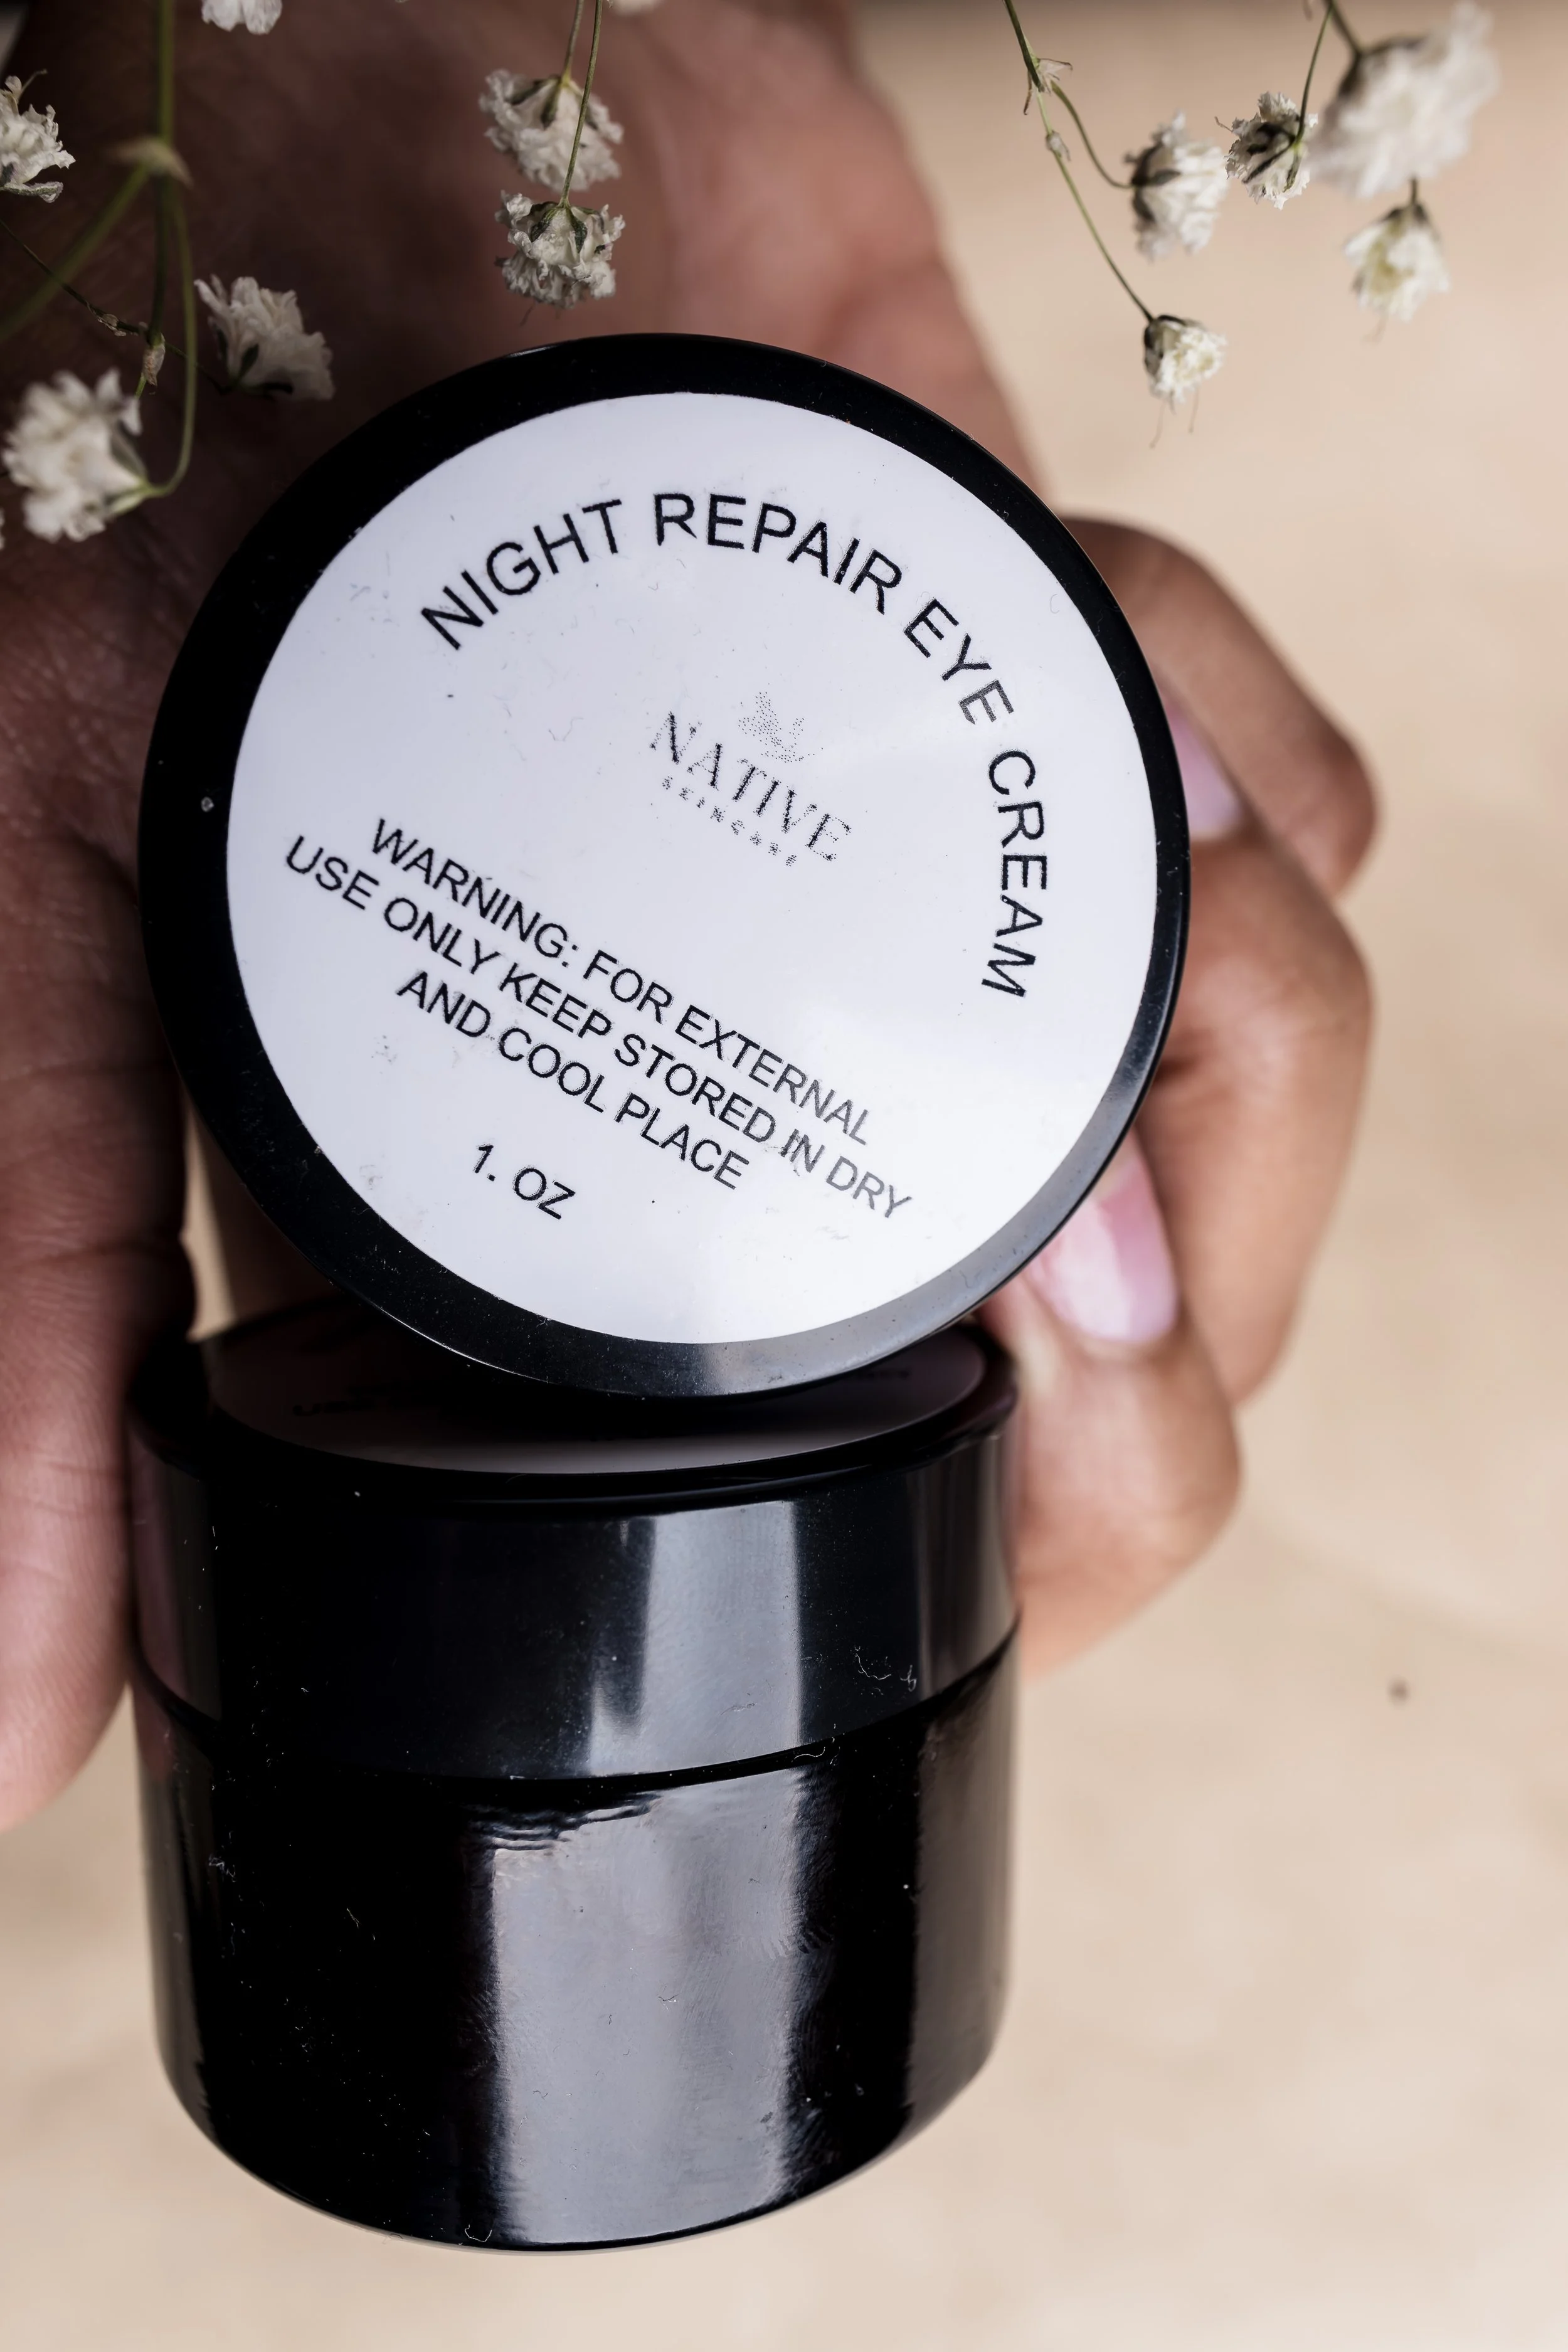 NIGHT REPAIR EYE CREAM
NATIVE
SKINCARE
WARNING: FOR EXTERNAL
USE ONLY KEEP STORED IN DRY
AND COOL PLACE
1. OZ